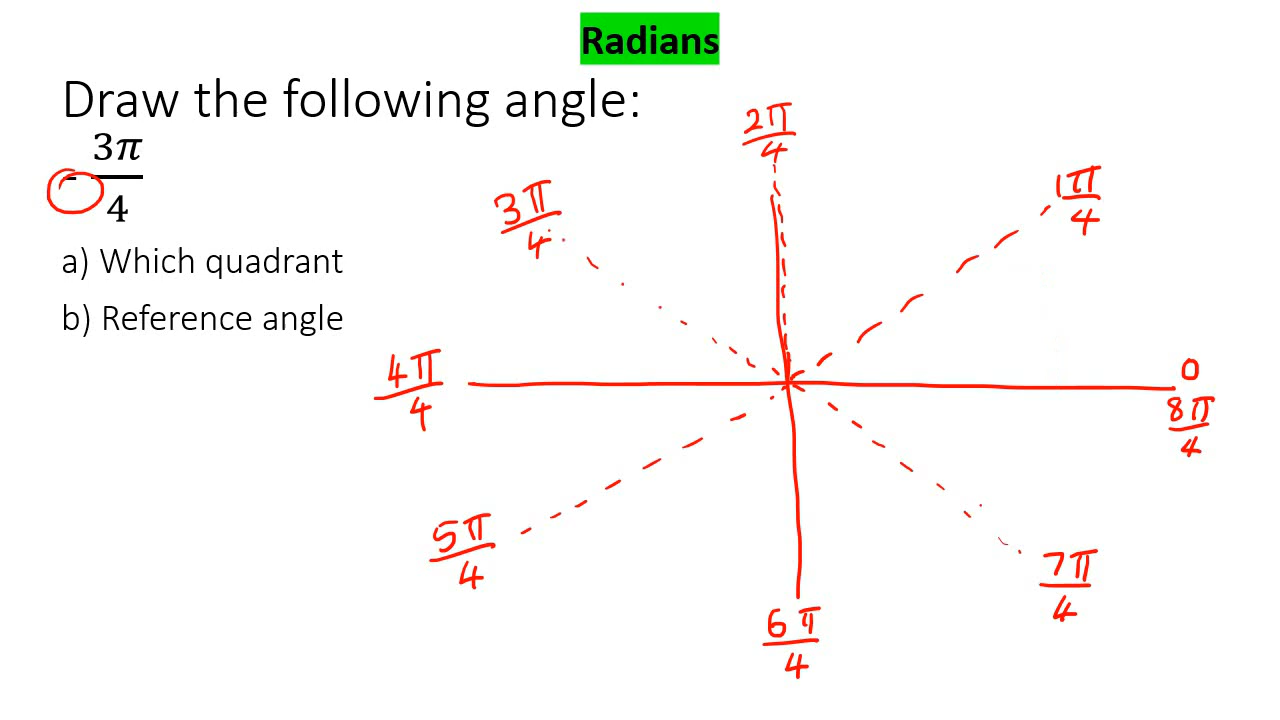 Radians
Draw the following angle:
- 3π/4
a) Which quadrant
b) Reference angle
2π/4
1π/4
3π/4
4π/4
0
8π/4
5π/4
7π/4
6π/4